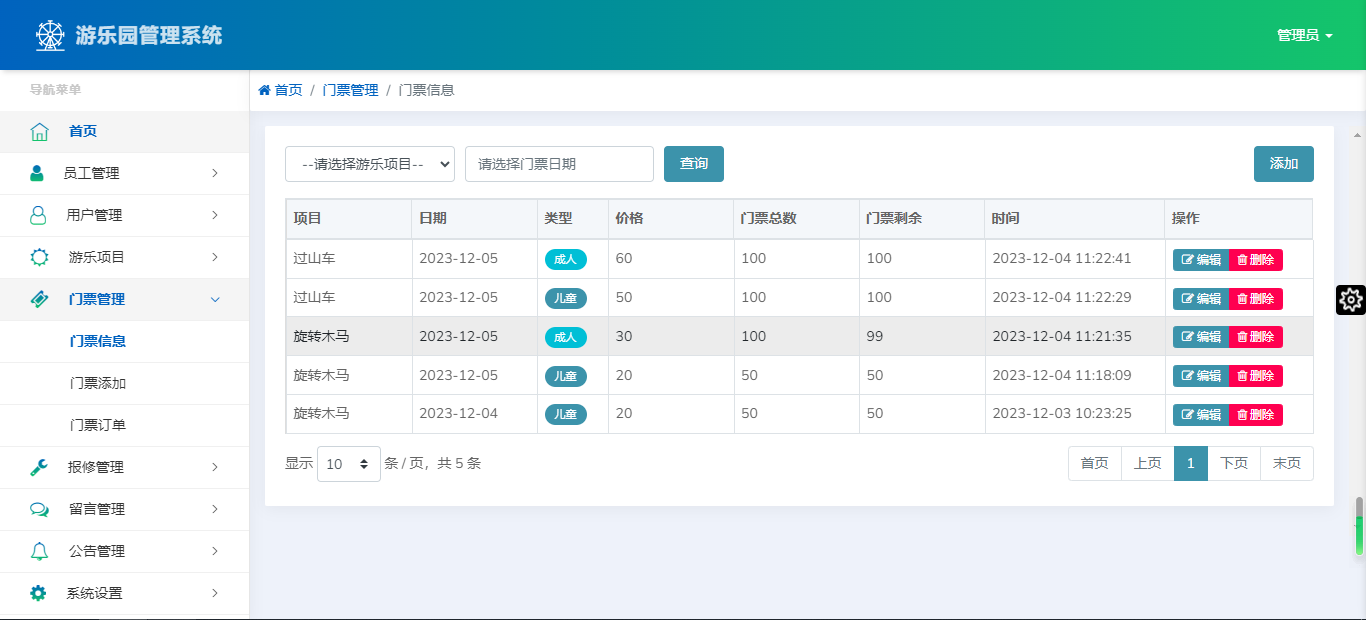 游乐园管理系统
管理员
导航菜单
首页
员工管理
用户管理
游乐项目
门票管理
门票信息
门票添加
门票订单
报修管理
留言管理
公告管理
系统设置
首页 / 门票管理 / 门票信息
--请选择游乐项目-- 请选择门票日期 查询 添加
项目 日期 类型 价格 门票总数 门票剩余 时间 操作
过山车 2023-12-05 成人 60 100 100 2023-12-04 11:22:41 编辑 删除
过山车 2023-12-05 儿童 50 100 100 2023-12-04 11:22:29 编辑 删除
旋转木马 2023-12-05 成人 30 100 99 2023-12-04 11:21:35 编辑 删除
旋转木马 2023-12-05 儿童 20 50 50 2023-12-04 11:18:09 编辑 删除
旋转木马 2023-12-04 儿童 20 50 50 2023-12-03 10:23:25 编辑 删除
显示 10 条 / 页，共 5 条 首页 上页 1 下页 末页